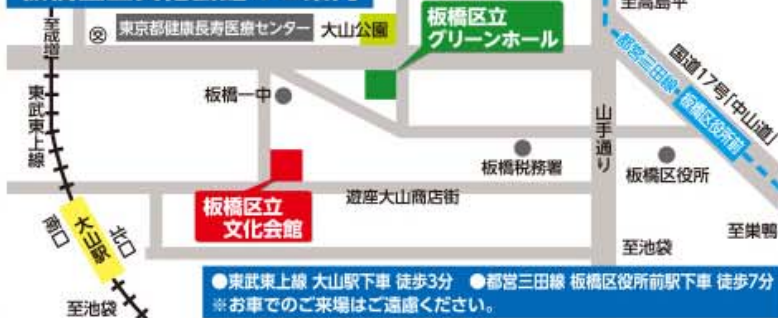 至高島平
至成増
東京都健康長寿医療センター
大山公園
板橋区立
グリーンホール
国道17号「中山道」
都営三田線
板橋区役所前
東武東上線
板橋一中
山手通り
板橋税務署
板橋区役所
遊座大山商店街
板橋区立
文化会館
南口
大山駅
北口
至巣鴨
至池袋
至池袋
●東武東上線 大山駅下車 徒歩3分 ●都営三田線 板橋区役所前駅下車 徒歩7分
※お車でのご来場はご遠慮ください。